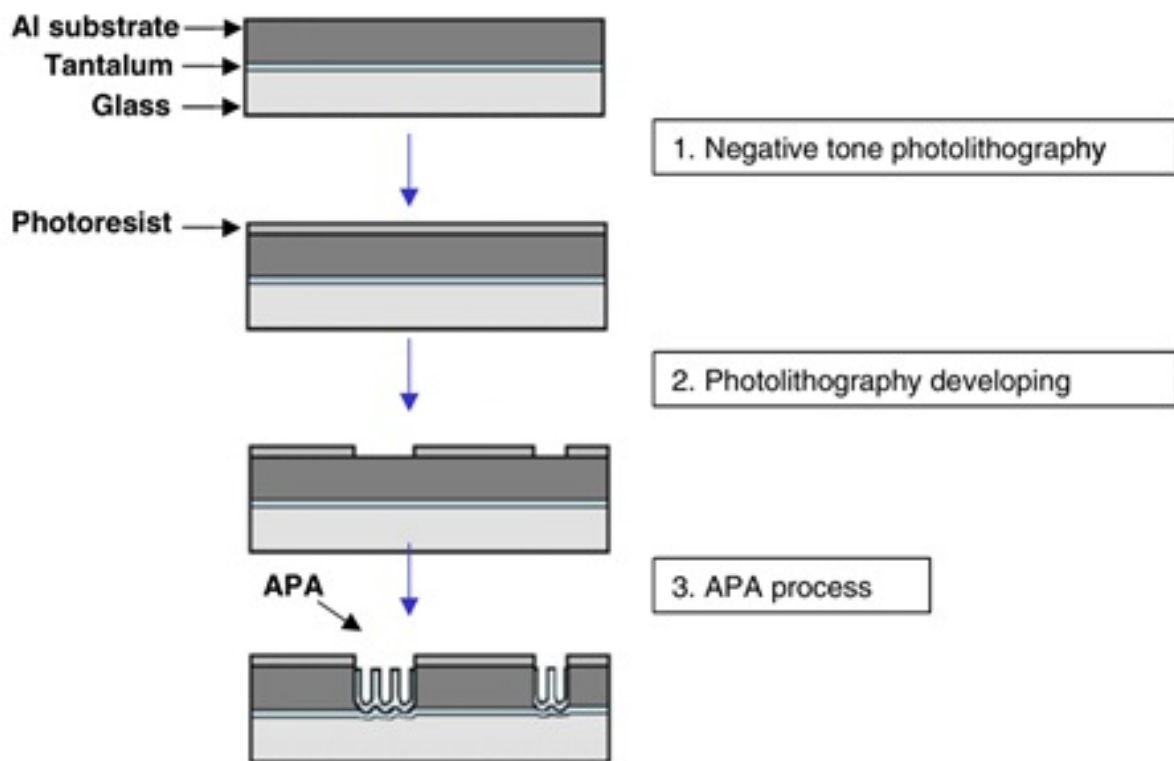 Al substrate
Tantalum
Glass
1. Negative tone photolithography
Photoresist
2. Photolithography developing
APA
3. APA process